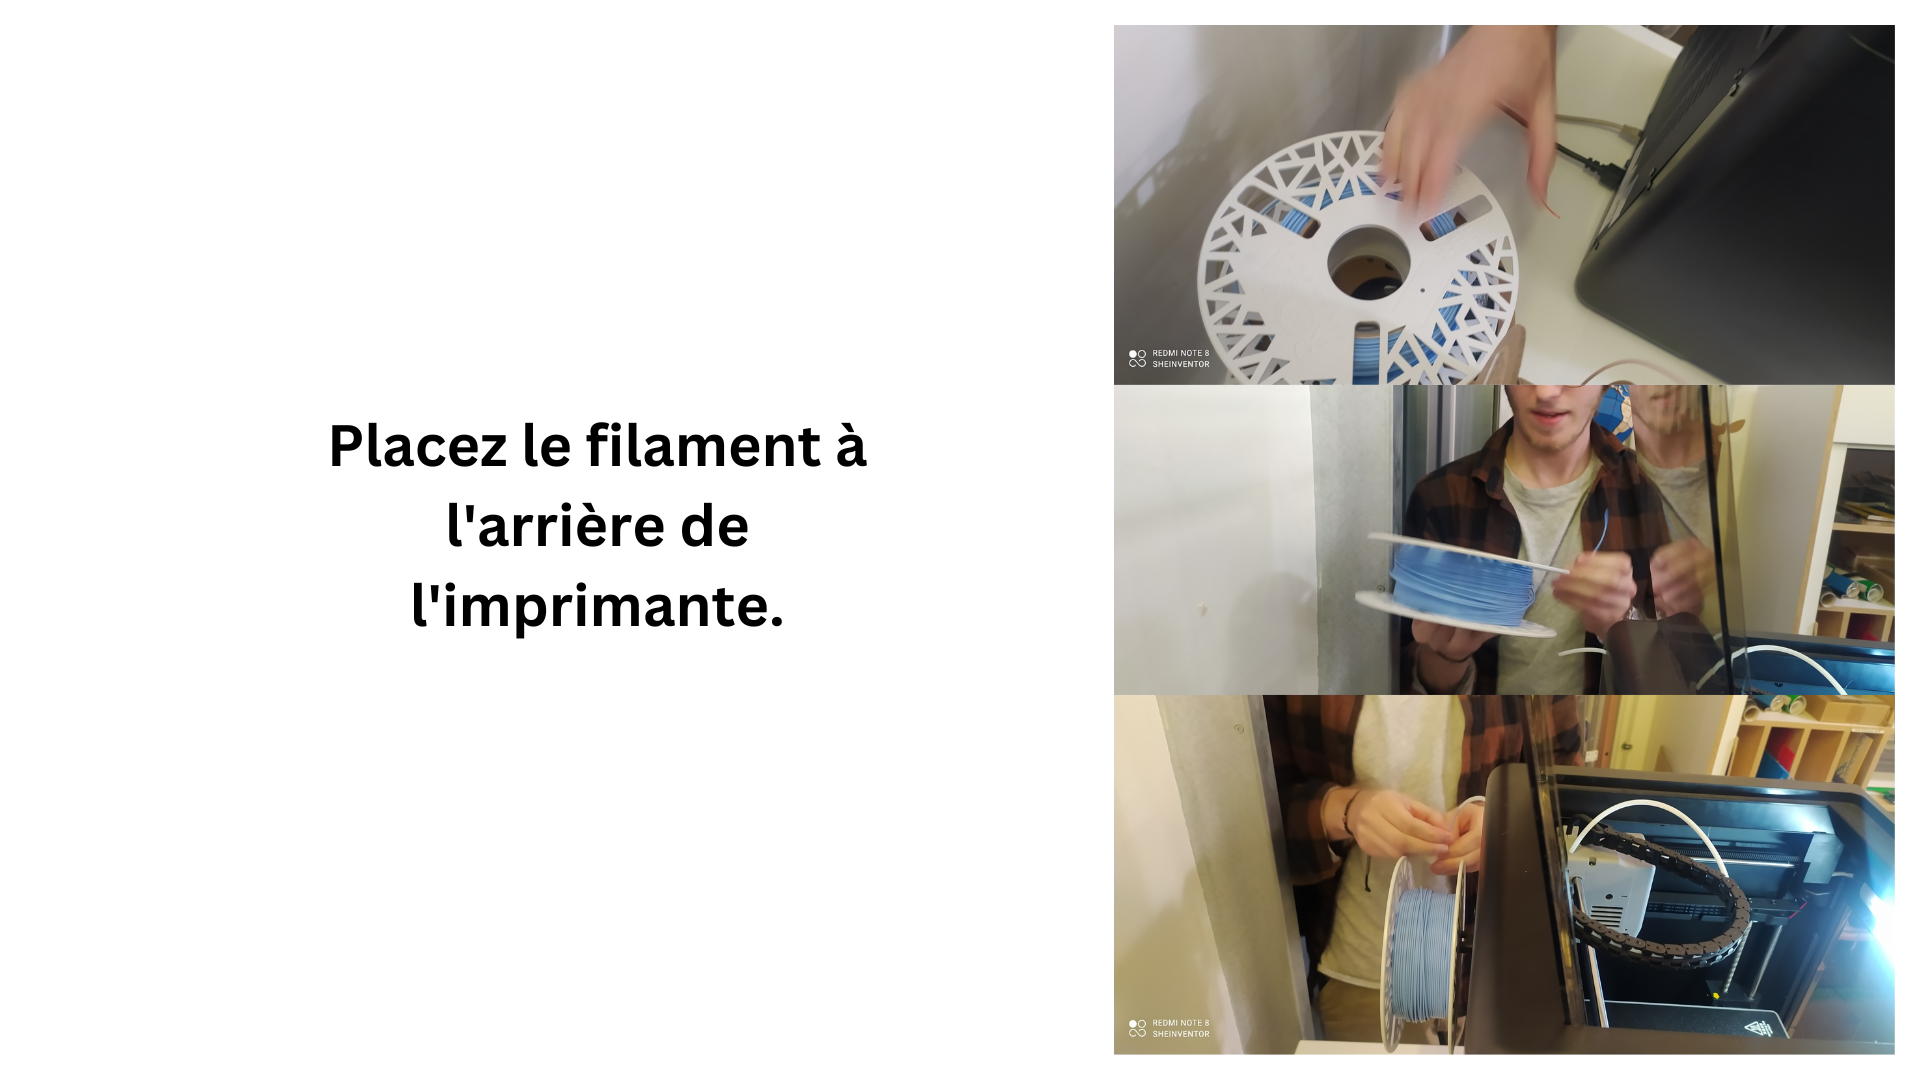 Placez le filament à
l'arrière de
l'imprimante.
REDMI NOTE 8
SHEINVENTOR
REDMI NOTE 8
SHEINVENTOR